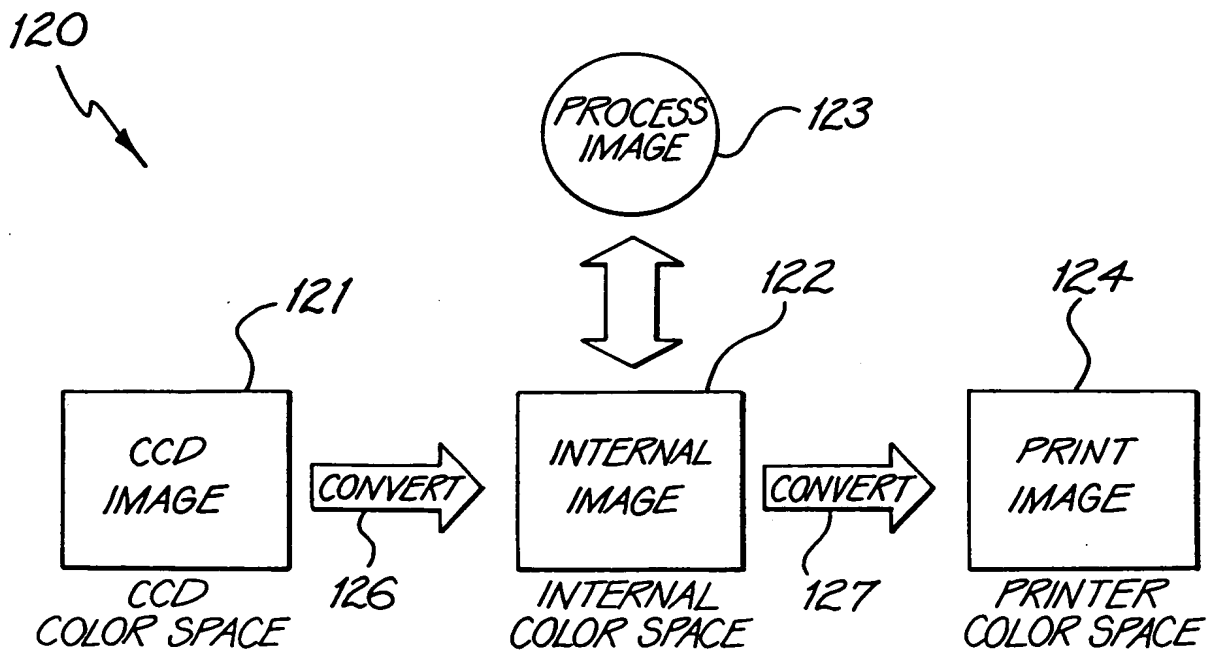 120
PROCESS
IMAGE
123
121
122
124
CCD
IMAGE
CONVERT
INTERNAL
IMAGE
CONVERT
PRINT
IMAGE
126
127
CCD
COLOR SPACE
INTERNAL
COLOR SPACE
PRINTER
COLOR SPACE